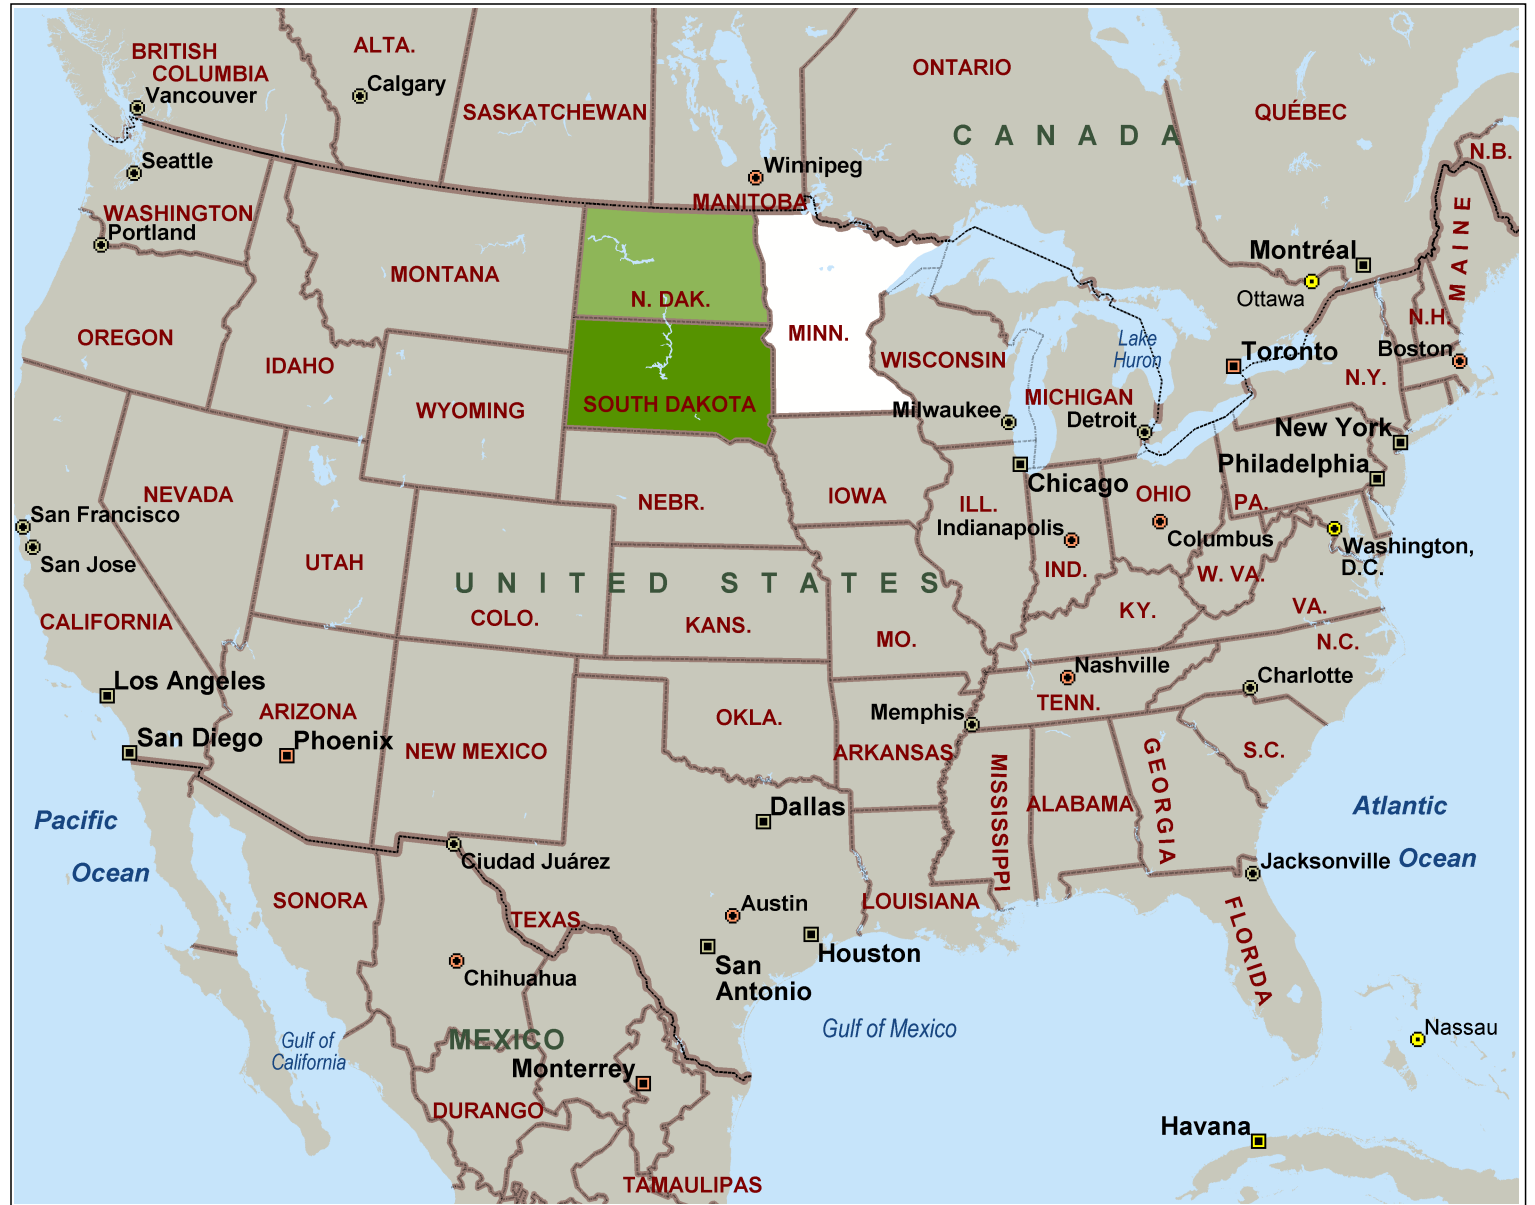 BRITISH
COLUMBIA
Vancouver
ALTA.
Calgary
SASKATCHEWAN
Winnipeg
MANITOBA
ONTARIO
CANADA
QUÉBEC
N.B.
MAINE
Seattle
WASHINGTON
Portland
MONTANA
N. DAK.
MINN.
Montréal
Ottawa
N.H.
Boston
OREGON
IDAHO
WYOMING
SOUTH DAKOTA
WISCONSIN
Lake
Huron
Toronto
N.Y.
MICHIGAN
Milwaukee
Detroit
New York
Philadelphia
NEVADA
San Francisco
San Jose
UTAH
NEBR.
IOWA
ILL.
Chicago
Indianapolis
OHIO
Columbus
PA.
Washington,
D.C.
IND.
W. VA.
UNITED STATES
CALIFORNIA
COLO.
KANS.
MO.
KY.
VA.
N.C.
Los Angeles
San Diego
ARIZONA
Phoenix
NEW MEXICO
OKLA.
Nashville
TENN.
Charlotte
Memphis
ARKANSAS
S.C.
MISSISSIPPI
ALABAMA
GEORGIA
Pacific
Ocean
Dallas
Atlantic
Ocean
Ciudad Juárez
Jacksonville
SONORA
TEXAS
Austin
LOUISIANA
FLORIDA
Chihuahua
San
Antonio
Houston
Gulf of
California
MEXICO
Monterrey
Gulf of Mexico
Nassau
DURANGO
Havana
TAMAULIPAS